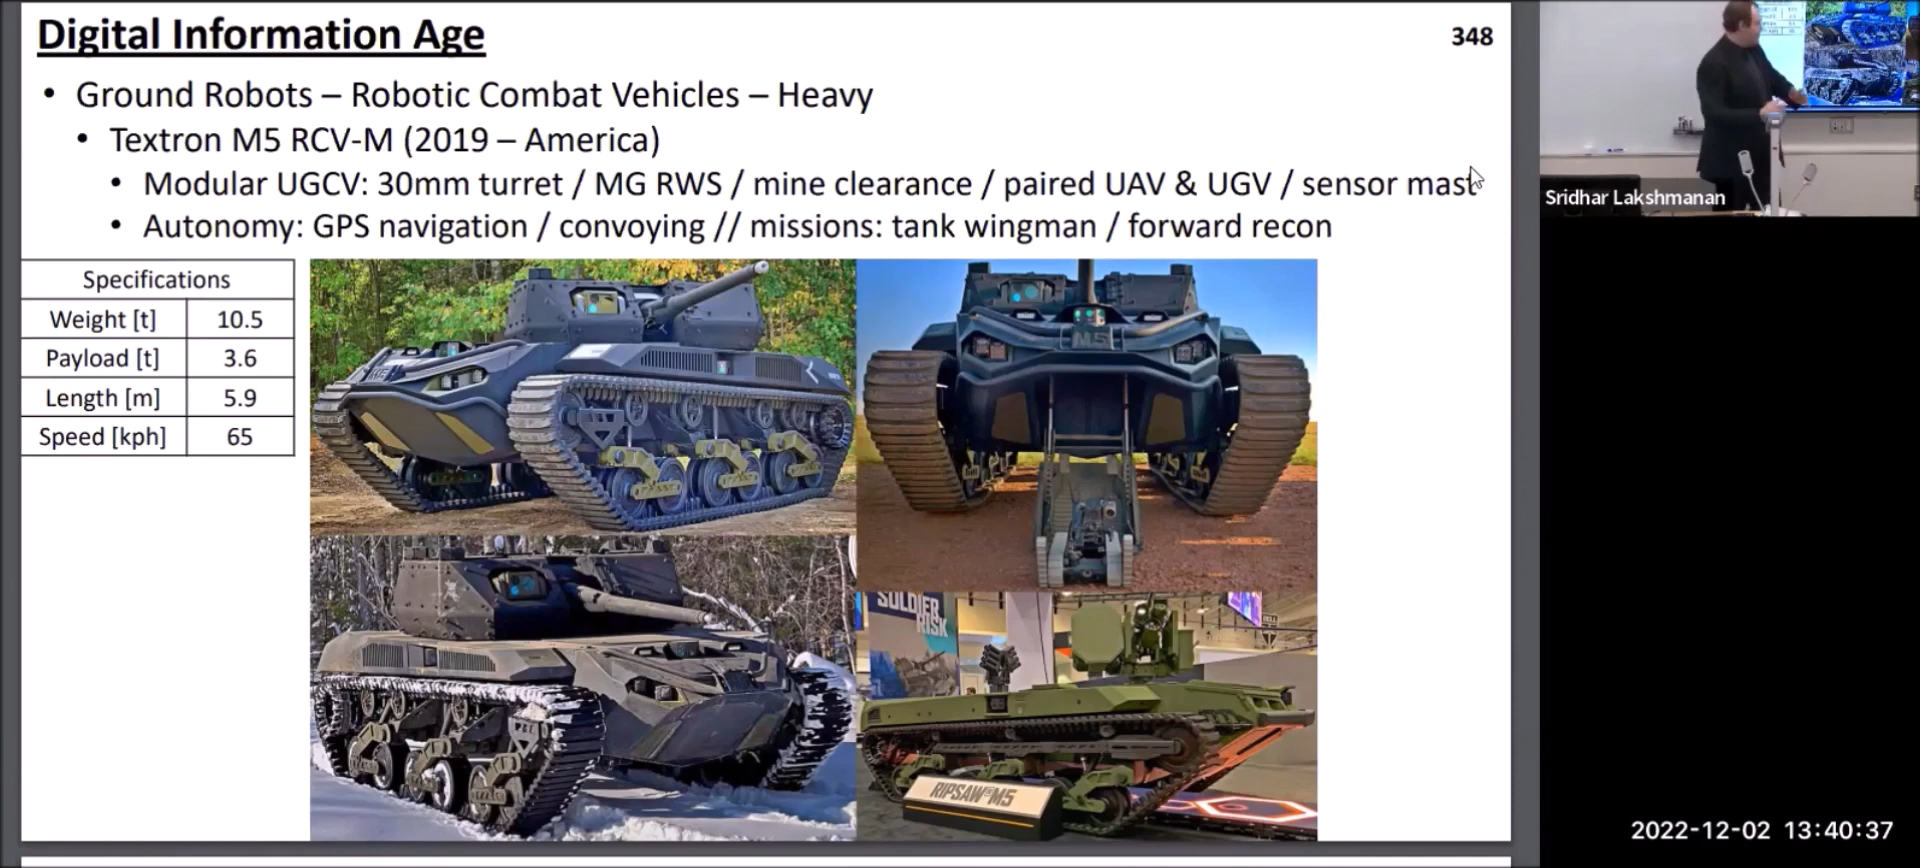 Digital Information Age
348
• Ground Robots – Robotic Combat Vehicles – Heavy
• Textron M5 RCV-M (2019 – America)
• Modular UGCV: 30mm turret / MG RWS / mine clearance / paired UAV & UGV / sensor mast
• Autonomy: GPS navigation / convoying // missions: tank wingman / forward recon
Specifications
Weight [t] 10.5
Payload [t] 3.6
Length [m] 5.9
Speed [kph] 65
M5
SOLDIER
RISK
RIPSAW M5
Sridhar Lakshmanan
2022-12-02 13:40:37